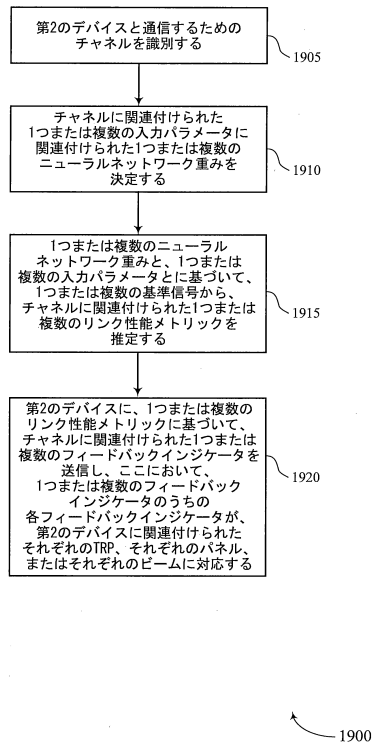 第2のデバイスと通信するための
チャネルを識別する
1905
チャネルに関連付けられた
1つまたは複数の入力パラメータに
関連付けられた1つまたは複数の
ニューラルネットワーク重みを
決定する
1910
1つまたは複数のニューラル
ネットワーク重みと、1つまたは
複数の入力パラメータとに基づいて、
1つまたは複数の基準信号から、
チャネルに関連付けられた1つまたは
複数のリンク性能メトリックを
推定する
1915
第2のデバイスに、1つまたは複数の
リンク性能メトリックに基づいて、
チャネルに関連付けられた1つまたは
複数のフィードバックインジケータを
送信し、ここにおいて、
1つまたは複数のフィードバック
インジケータのうちの
各フィードバックインジケータが、
第2のデバイスに関連付けられた
それぞれのTRP、それぞれのパネル、
またはそれぞれのビームに対応する
1920
1900